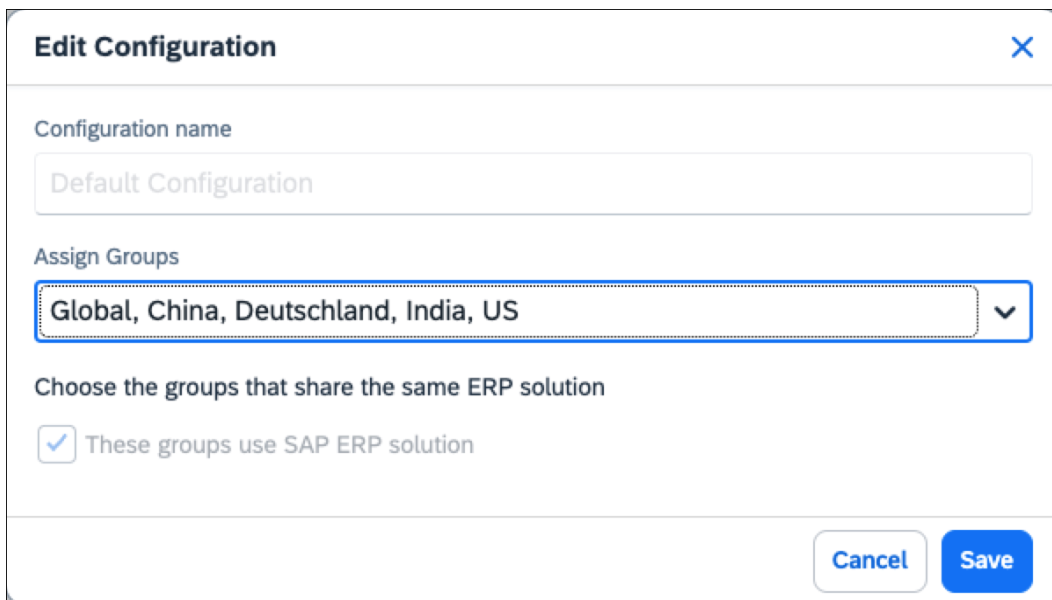 Edit Configuration
Configuration name
Default Configuration
Assign Groups
Global, China, Deutschland, India, US
Choose the groups that share the same ERP solution
These groups use SAP ERP solution
Cancel
Save